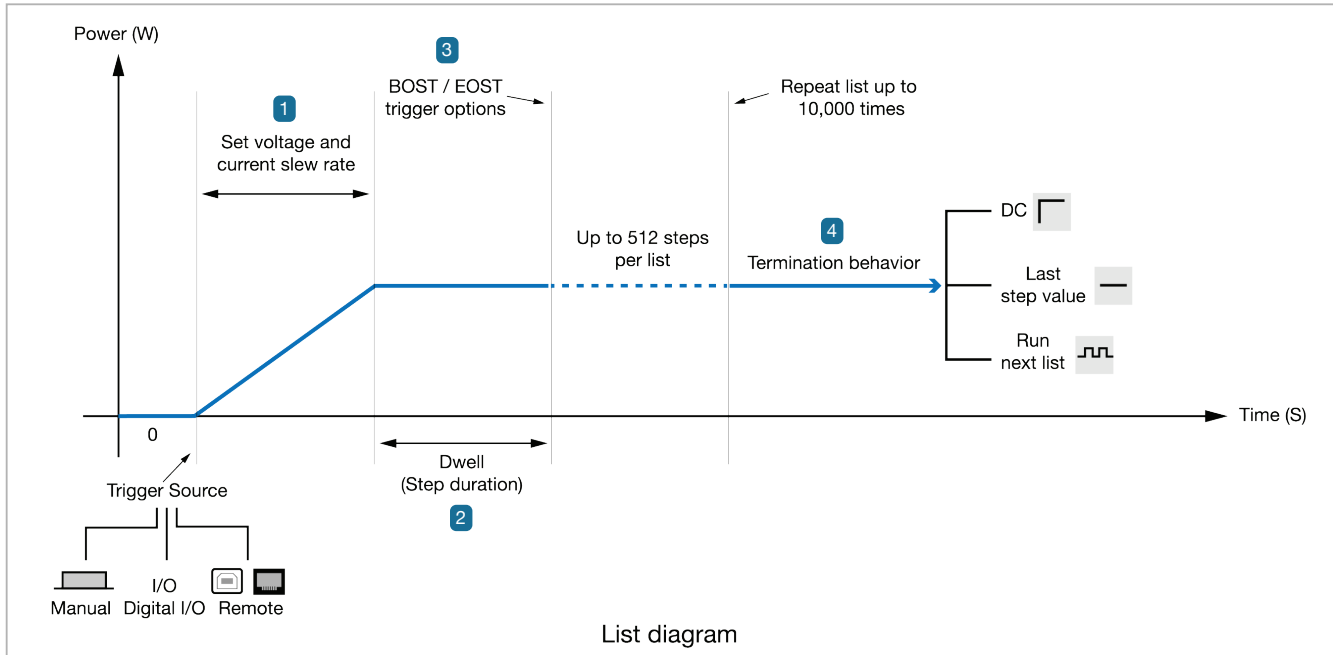 Power (W)
3
BOST / EOST
trigger options
Repeat list up to
10,000 times
1
Set voltage and
current slew rate
DC
Up to 512 steps
per list
4
Termination behavior
Last
step value
Run
next list
0
Time (S)
Dwell
(Step duration)
2
Trigger Source
I/O
Manual
Digital I/O
Remote
List diagram